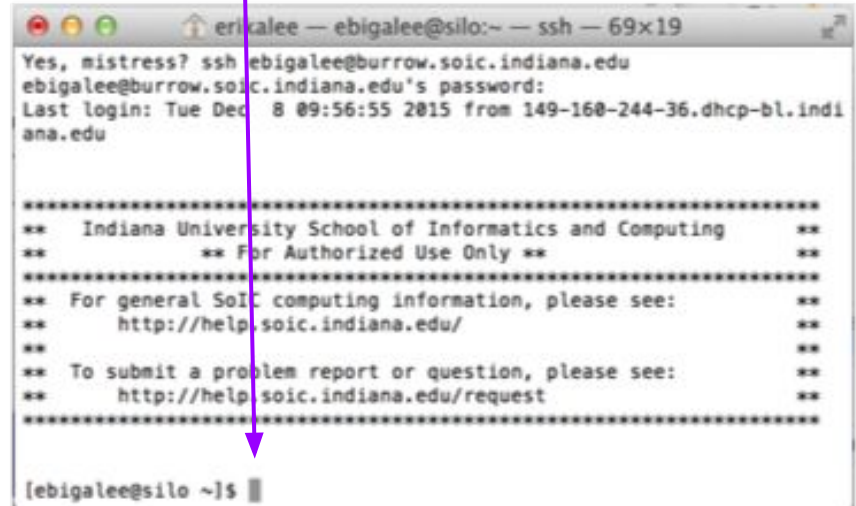 erikalee — ebigalee@silo:~ — ssh — 69×19
Yes, mistress? ssh ebigalee@burrow.soic.indiana.edu
ebigalee@burrow.soic.indiana.edu's password:
Last login: Tue Dec  8 09:56:55 2015 from 149-160-244-36.dhcp-bl.indi
ana.edu
*********************************************************************
**   Indiana University School of Informatics and Computing        **
**              ** For Authorized Use Only **                      **
*********************************************************************
**  For general SoIC computing information, please see:            **
**      http://help.soic.indiana.edu/                              **
**                                                                 **
**  To submit a problem report or question, please see:            **
**      http://help.soic.indiana.edu/request                       **
*********************************************************************
[ebigalee@silo ~]$